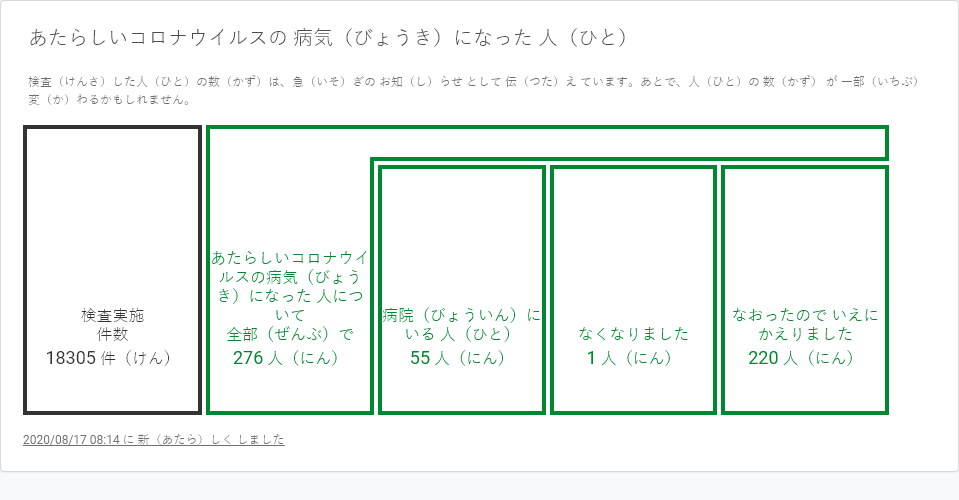 あたらしいコロナウイルスの 病気（びょうき）になった 人（ひと）
検査（けんさ）した人（ひと）の数（かず）は、急（いそ）ぎの お知（し）らせ として 伝（つた）え ています。あとで、人（ひと）の 数（かず） が 一部（いちぶ）
変（か）わるかもしれません。
検査実施
件数
18305 件（けん）
あたらしいコロナウイ
ルスの病気（びょう
き）になった 人につ
いて
全部（ぜんぶ）で
276 人（にん）
病院（びょういん）に
いる 人（ひと）
55 人（にん）
なくなりました
1 人（にん）
なおったので いえに
かえりました
220 人（にん）
2020/08/17 08:14 に 新（あたら）しく しました